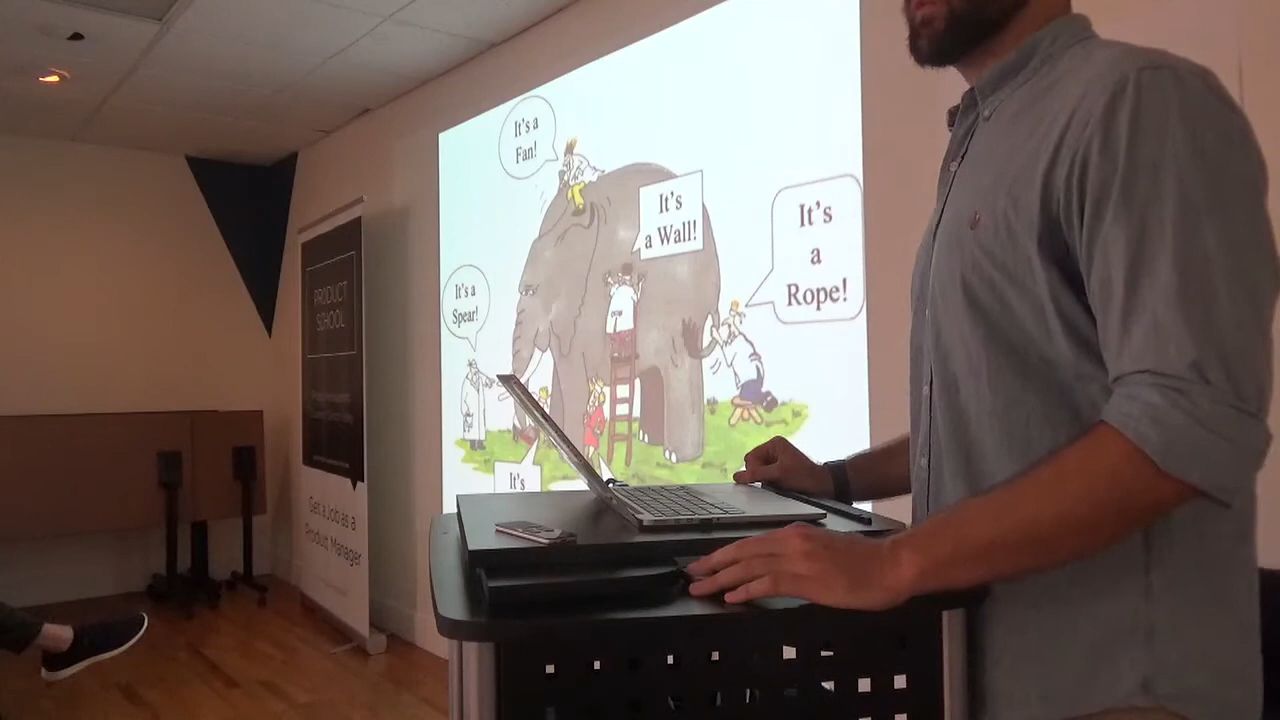 It's a
Fan!
It's
a Wall!
It's
a
Rope!
It's a
Spear!
It's
PRODUCT
SCHOOL
Get a Job as a
Product Manager